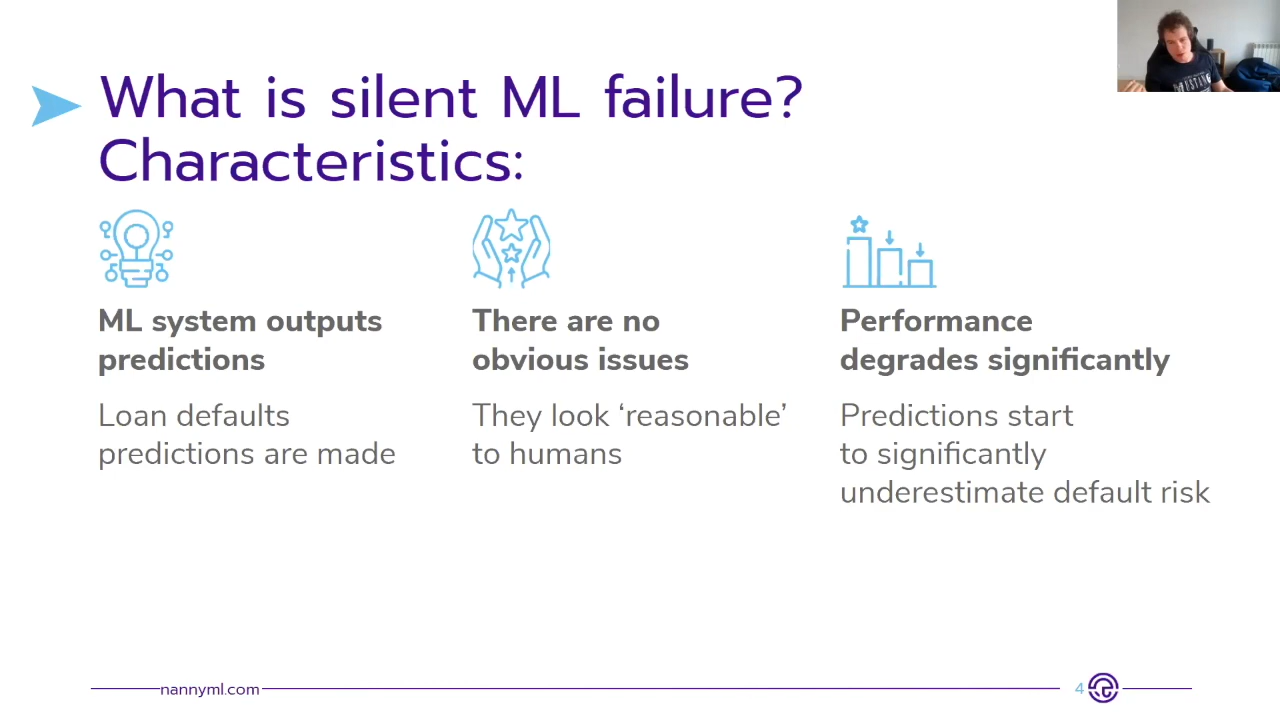 What is silent ML failure?
Characteristics:
ML system outputs
predictions
Loan defaults
predictions are made
There are no
obvious issues
They look ‘reasonable’
to humans
Performance
degrades significantly
Predictions start
to significantly
underestimate default risk
nannyml.com
4